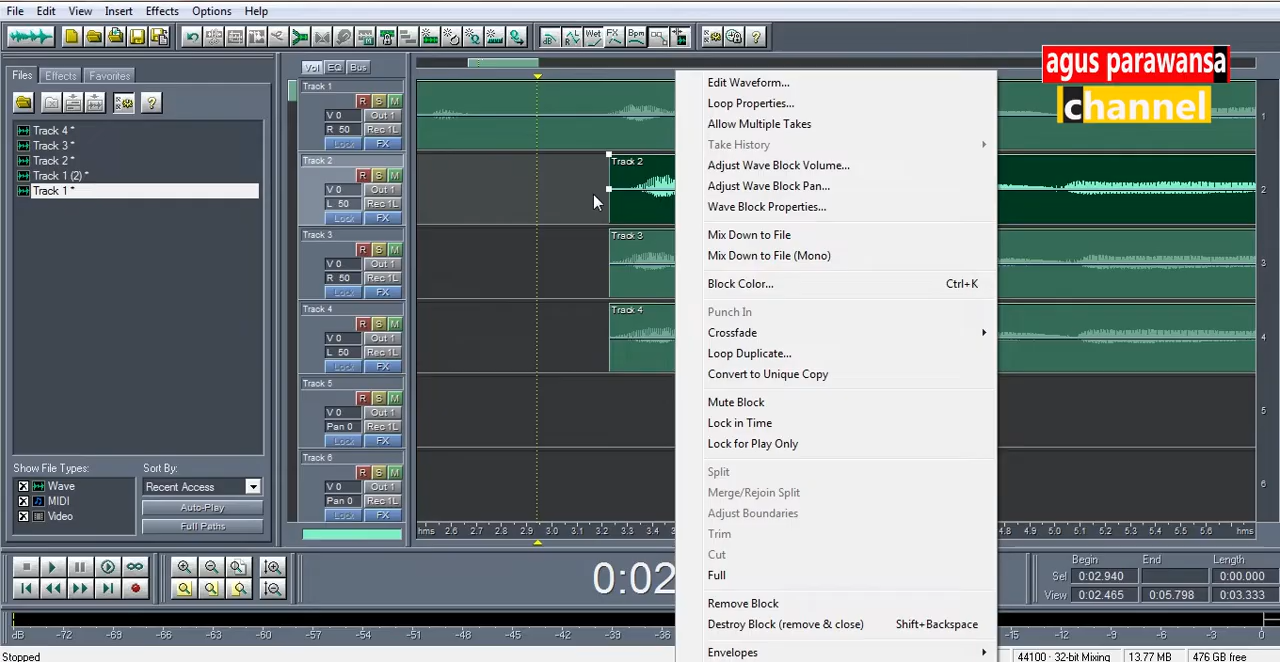 File Edit View Insert Effects Options Help
agus parawansa
channel
Files Effects Favorites
Track 4 *
Track 3 *
Track 2 *
Track 1 (2) *
Track 1 *
Show File Types:
Wave
MIDI
Video
Sort By:
Recent Access
Auto-Play
Full Paths
Vol EQ Bus
Track 1
R S M
V 0 Out 1
R 50 Rec 1L
Lock FX
1
Track 2
R S M
V 0 Out 1
L 50 Rec 1L
Lock FX
Track 2
2
Track 3
R S M
V 0 Out 1
R 50 Rec 1L
Lock FX
Track 3
3
Track 4
R S M
V 0 Out 1
L 50 Rec 1L
Lock FX
Track 4
4
Track 5
R S M
V 0 Out 1
Pan 0 Rec 1L
Lock FX
5
Track 6
R S M
V 0 Out 1
Pan 0 Rec 1L
Lock FX
6
hms 2.6 2.7 2.8 2.9 3.0 3.1 3.2 3.3 3.4 4.8 4.9 5.0 5.1 5.2 5.3 5.4 5.5 5.6 hms
Edit Waveform...
Loop Properties...
Allow Multiple Takes
Take History
Adjust Wave Block Volume...
Adjust Wave Block Pan...
Wave Block Properties...
Mix Down to File
Mix Down to File (Mono)
Block Color... Ctrl+K
Punch In
Crossfade
Loop Duplicate...
Convert to Unique Copy
Mute Block
Lock in Time
Lock for Play Only
Split
Merge/Rejoin Split
Adjust Boundaries
Trim
Cut
Full
Remove Block
Destroy Block (remove & close) Shift+Backspace
Envelopes
0:02
Begin End Length
Sel 0:02.940 0:00.000
View 0:02.465 0:05.798 0:03.333
dB -72 -69 -66 -63 -60 -57 -54 -51 -48 -45 -42 -39 -36 -15 -12 -9 -6 -3 0
Stopped 44100 · 32-bit Mixing 13.77 MB 476 GB free